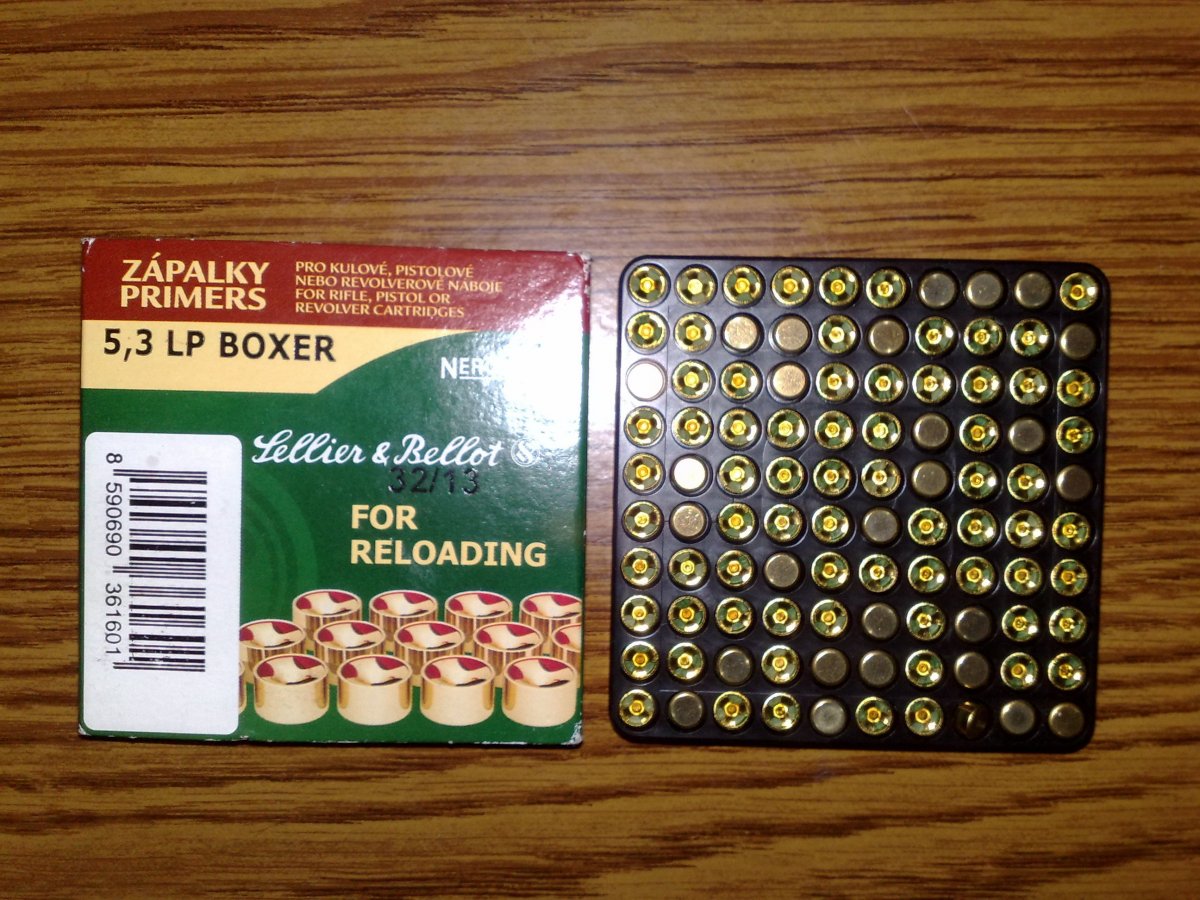 ZÁPALKY
PRIMERS
PRO KULOVÉ, PISTOLOVÉ
NEBO REVOLVEROVÉ NÁBOJE
FOR RIFLE, PISTOL OR
REVOLVER CARTRIDGES
5,3 LP BOXER
Sellier & Bellot
32/13
FOR
RELOADING
8 590690 361601